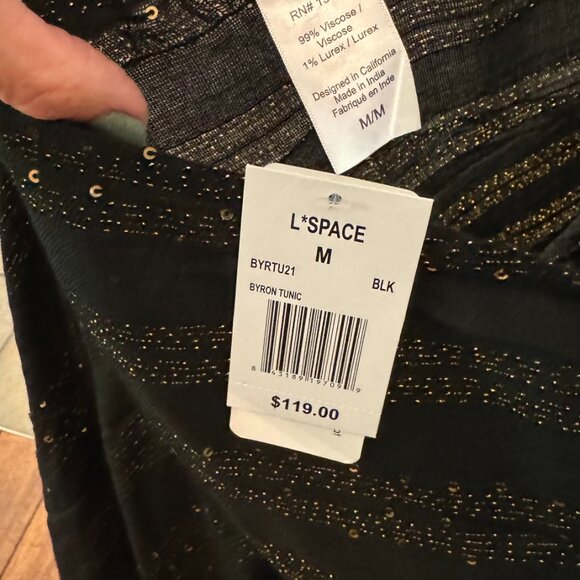 RN#
99% Viscose /
Viscose
1% Lurex / Lurex
Designed in California
Made in India
Fabriqué en Inde
M/M
L*SPACE
M
BYRTU21 BLK
BYRON TUNIC
$119.00